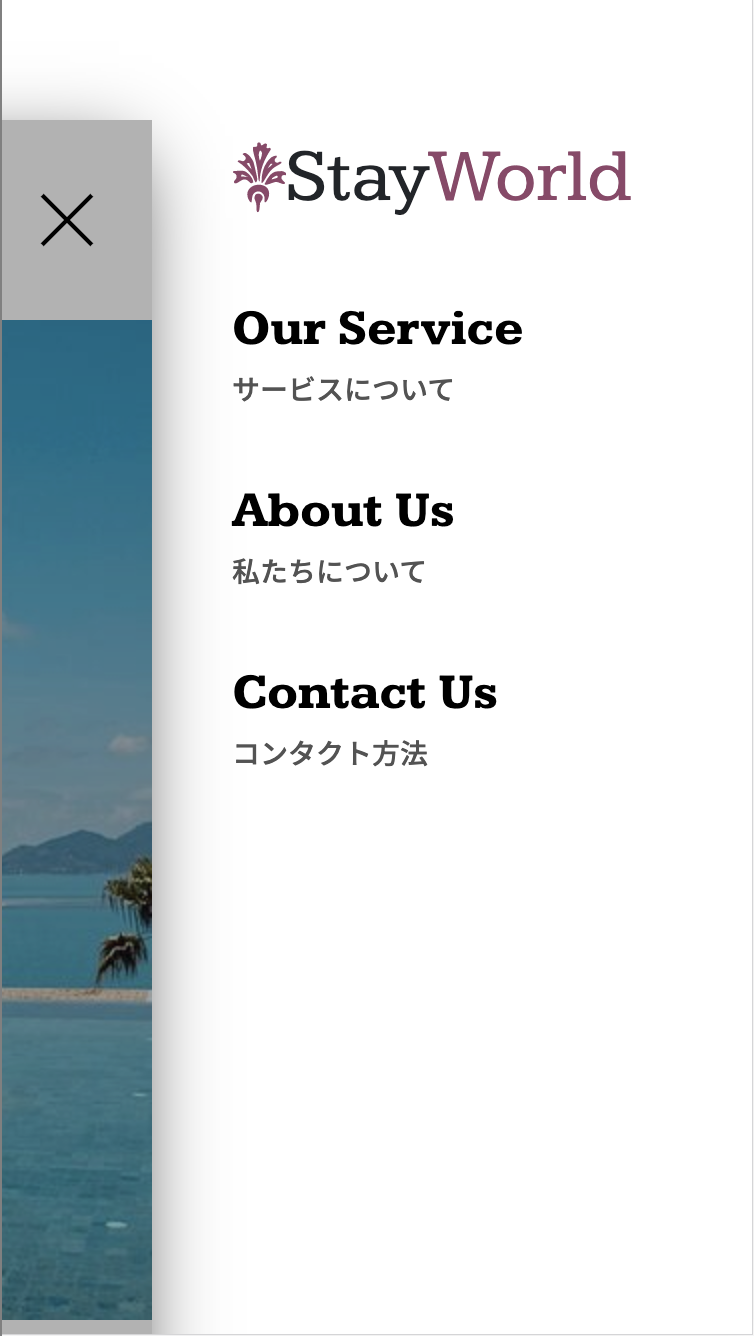 StayWorld
Our Service
サービスについて
About Us
私たちについて
Contact Us
コンタクト方法